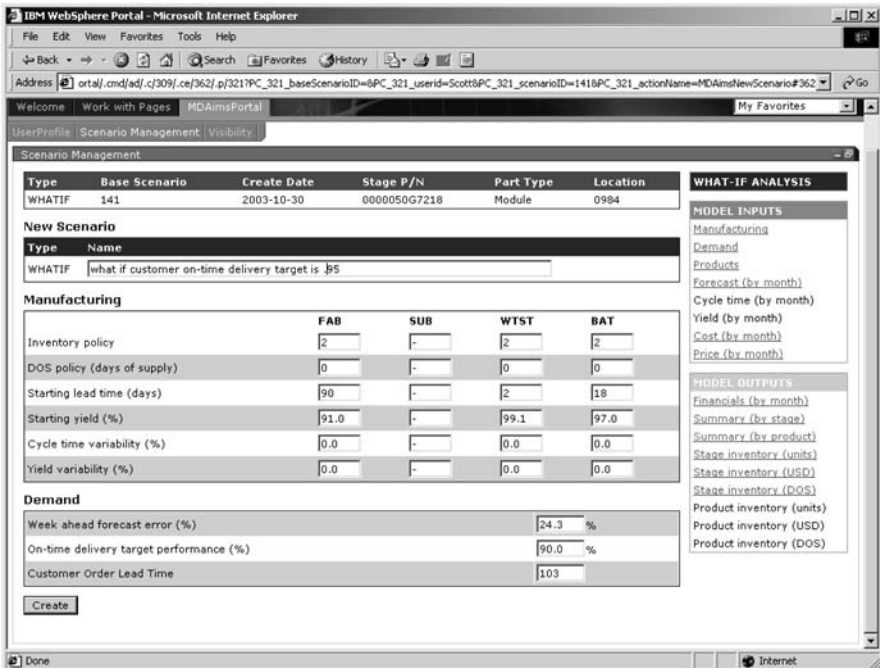 IBM WebSphere Portal - Microsoft Internet Explorer
File Edit View Favorites Tools Help
Back Search Favorites History
Address ortal/.cmd/ad/.c/309/.ce/362/.p/321?PC_321_baseScenarioID=8&PC_321_userid=Scott&PC_321_scenarioID=141&PC_321_actionName=MDAimsNewScenario#362 Go
Welcome Work with Pages MDAimsPortal My Favorites
UserProfile Scenario Management Visibility
Scenario Management
Type Base Scenario Create Date Stage P/N Part Type Location
WHATIF 141 2003-10-30 0000050G7218 Module 0984
New Scenario
Type Name
WHATIF what if customer on-time delivery target is .95
Manufacturing
FAB SUB WTST BAT
Inventory policy 2 - 2 2
DOS policy (days of supply) 0 - 0 0
Starting lead time (days) 90 - 2 18
Starting yield (%) 91.0 - 99.1 97.0
Cycle time variability (%) 0.0 - 0.0 0.0
Yield variability (%) 0.0 - 0.0 0.0
Demand
Week ahead forecast error (%) 24.3 %
On-time delivery target performance (%) 90.0 %
Customer Order Lead Time 103
Create
WHAT-IF ANALYSIS
MODEL INPUTS
Manufacturing
Demand
Products
Forecast (by month)
Cycle time (by month)
Yield (by month)
Cost (by month)
Price (by month)
MODEL OUTPUTS
Financials (by month)
Summary (by stage)
Summary (by product)
Stage inventory (units)
Stage inventory (USD)
Stage inventory (DOS)
Product inventory (units)
Product inventory (USD)
Product inventory (DOS)
Done Internet